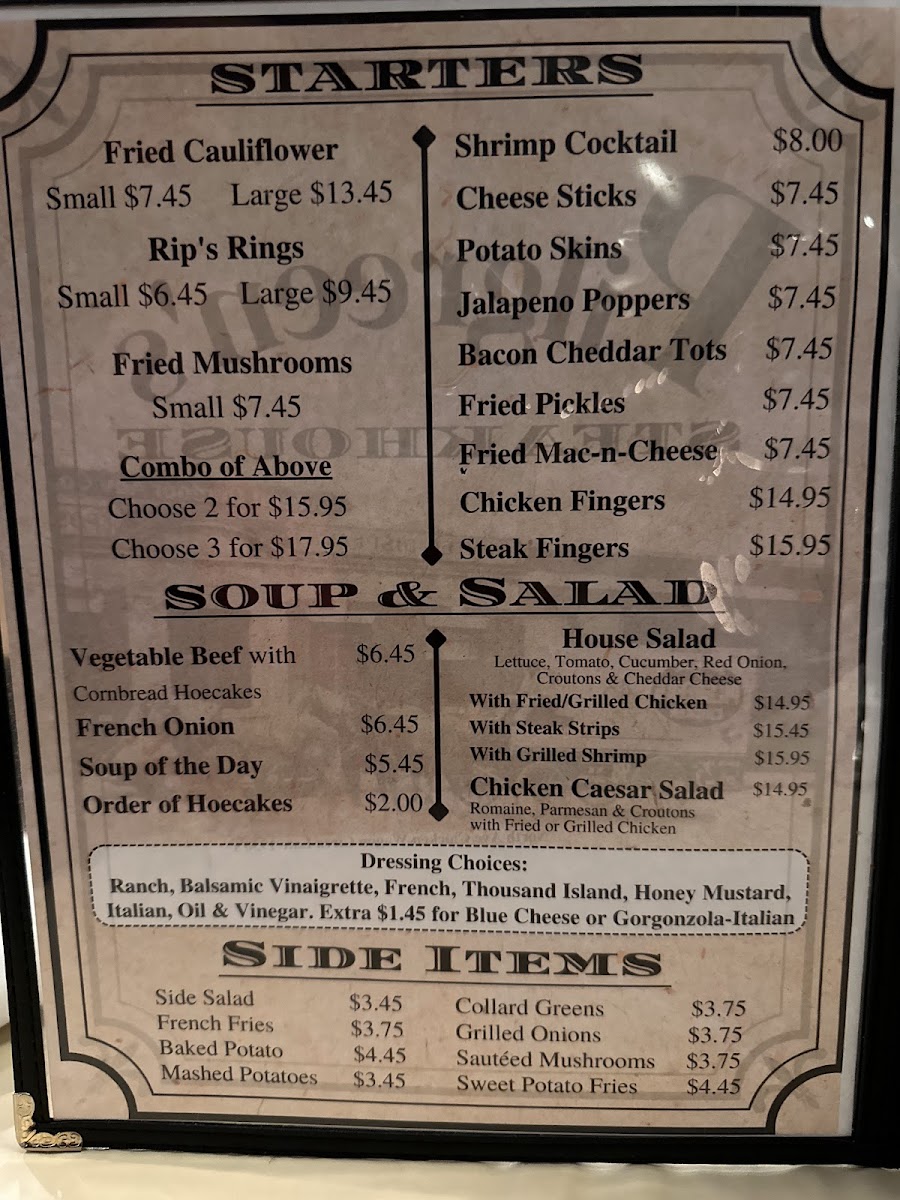 STARTERS
Fried Cauliflower
Small $7.45 Large $13.45
Rip's Rings
Small $6.45 Large $9.45
Fried Mushrooms
Small $7.45
Combo of Above
Choose 2 for $15.95
Choose 3 for $17.95
Shrimp Cocktail $8.00
Cheese Sticks $7.45
Potato Skins $7.45
Jalapeno Poppers $7.45
Bacon Cheddar Tots $7.45
Fried Pickles $7.45
Fried Mac-n-Cheese $7.45
Chicken Fingers $14.95
Steak Fingers $15.95
SOUP & SALAD
Vegetable Beef with $6.45
Cornbread Hoecakes
French Onion $6.45
Soup of the Day $5.45
Order of Hoecakes $2.00
House Salad
Lettuce, Tomato, Cucumber, Red Onion,
Croutons & Cheddar Cheese
With Fried/Grilled Chicken $14.95
With Steak Strips $15.45
With Grilled Shrimp $15.95
Chicken Caesar Salad $14.95
Romaine, Parmesan & Croutons
with Fried or Grilled Chicken
Dressing Choices:
Ranch, Balsamic Vinaigrette, French, Thousand Island, Honey Mustard,
Italian, Oil & Vinegar. Extra $1.45 for Blue Cheese or Gorgonzola-Italian
SIDE ITEMS
Side Salad $3.45
French Fries $3.75
Baked Potato $4.45
Mashed Potatoes $3.45
Collard Greens $3.75
Grilled Onions $3.75
Sautéed Mushrooms $3.75
Sweet Potato Fries $4.45